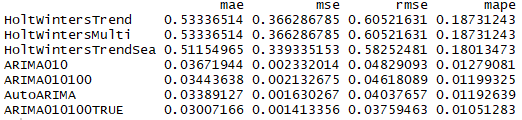 mae mse rmse mape
HoltWintersTrend 0.53336514 0.366286785 0.60521631 0.18731243
HoltWintersMulti 0.53336514 0.366286785 0.60521631 0.18731243
HoltWintersTrendSea 0.51154965 0.339335153 0.58252481 0.18013473
ARIMA010 0.03671944 0.002332014 0.04829093 0.01279081
ARIMA010100 0.03443638 0.002132675 0.04618089 0.01199325
AutoARIMA 0.03389127 0.001630267 0.04037657 0.01192639
ARIMA010100TRUE 0.03007166 0.001413356 0.03759463 0.01051283